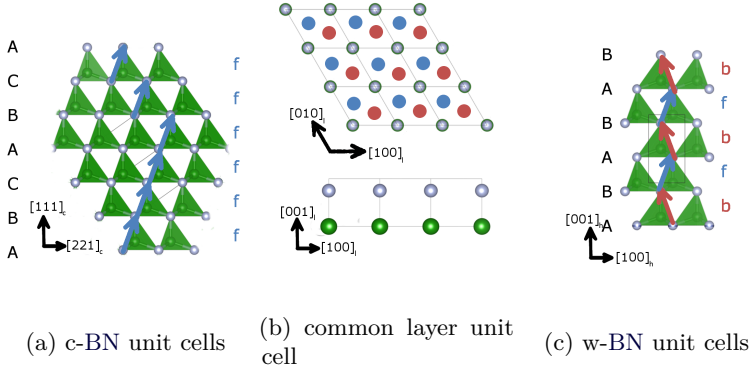 A
C
B
A
C
B
A
f
f
f
f
f
f
[111]c
[221]c
[010]l
[100]l
[001]l
[100]l
B
A
B
A
B
A
b
f
b
f
b
[001]h
[100]h
(a) c-BN unit cells
(b) common layer unit
cell
(c) w-BN unit cells